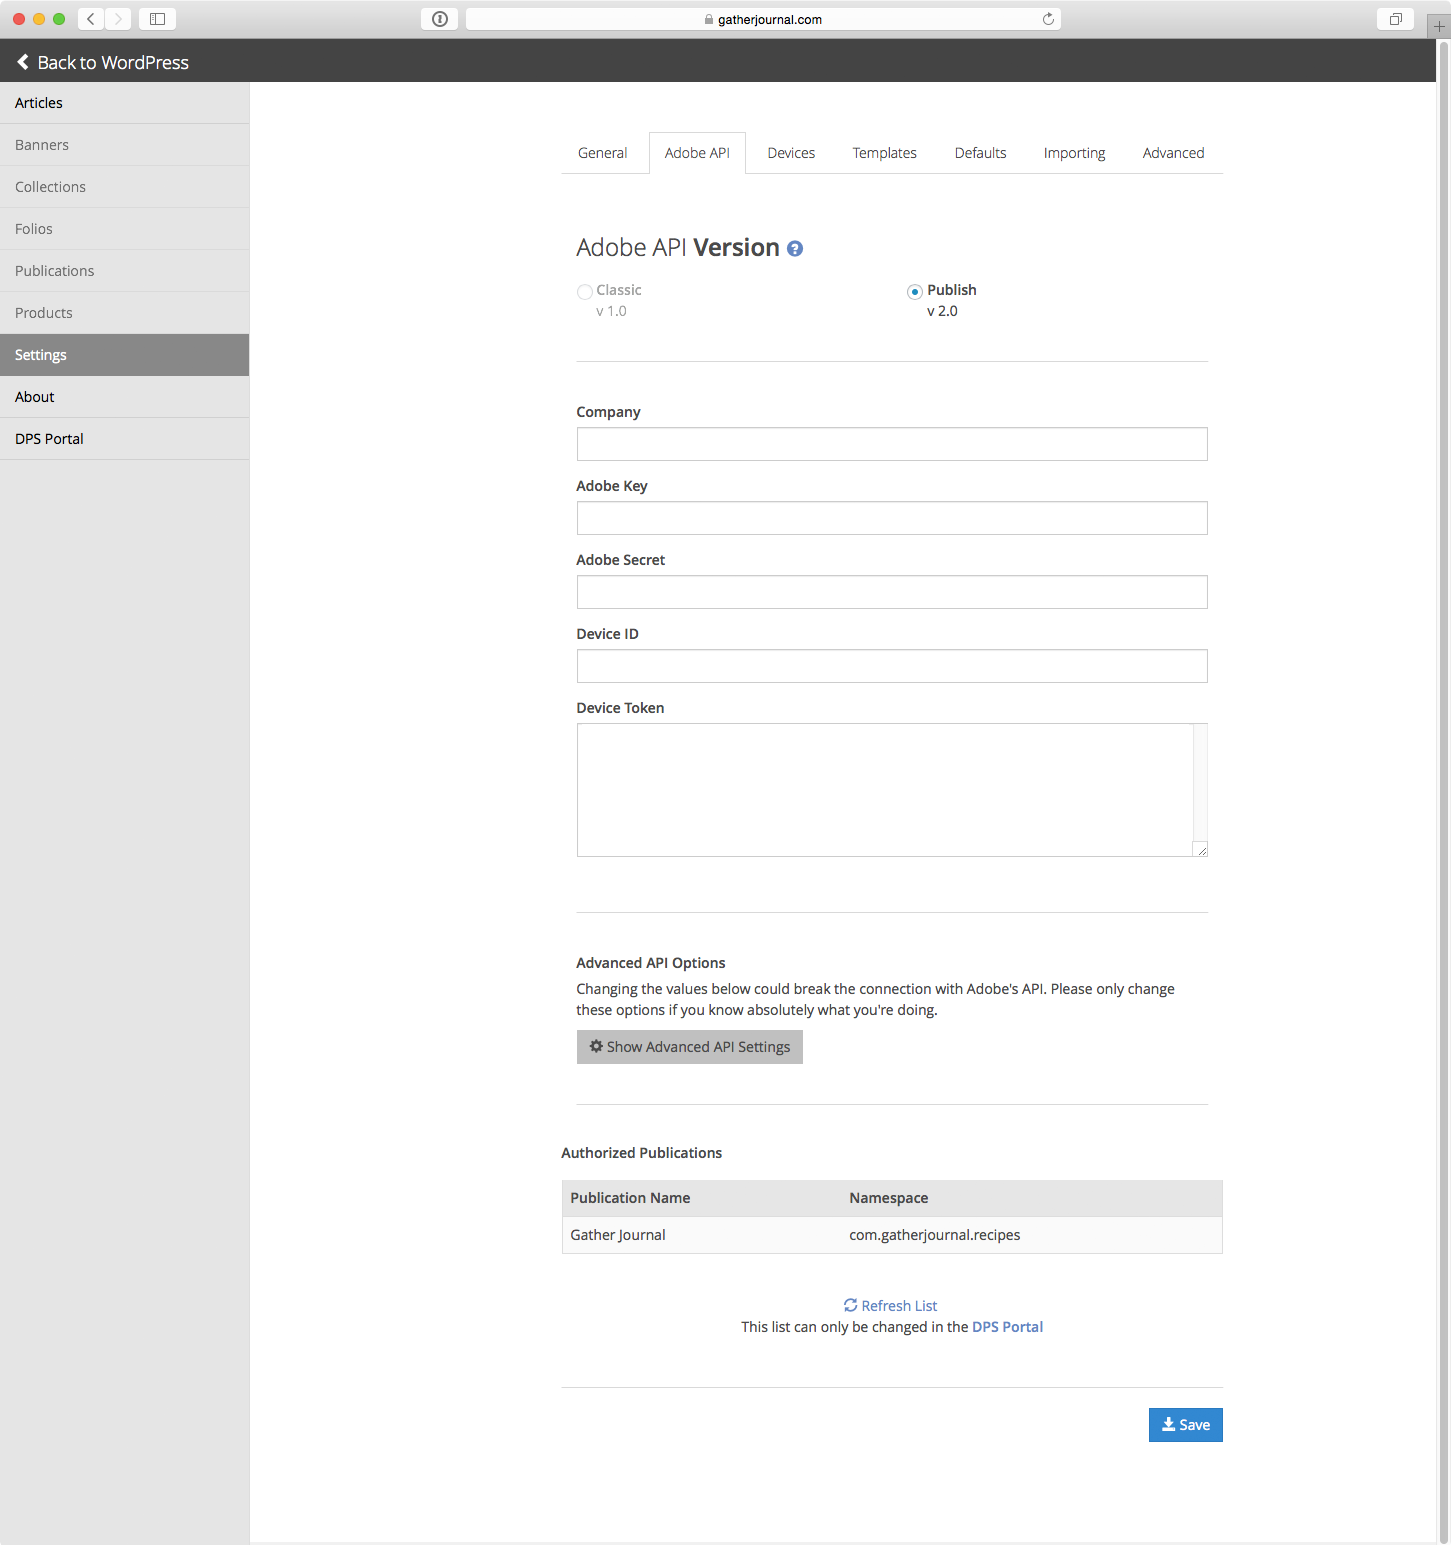 gatherjournal.com
Back to WordPress
Articles
Banners
Collections
Folios
Publications
Products
Settings
About
DPS Portal
General Adobe API Devices Templates Defaults Importing Advanced
Adobe API Version ?
Classic
v 1.0
Publish
v 2.0
Company
Adobe Key
Adobe Secret
Device ID
Device Token
Advanced API Options
Changing the values below could break the connection with Adobe's API. Please only change
these options if you know absolutely what you're doing.
Show Advanced API Settings
Authorized Publications
Publication Name Namespace
Gather Journal com.gatherjournal.recipes
Refresh List
This list can only be changed in the DPS Portal
Save